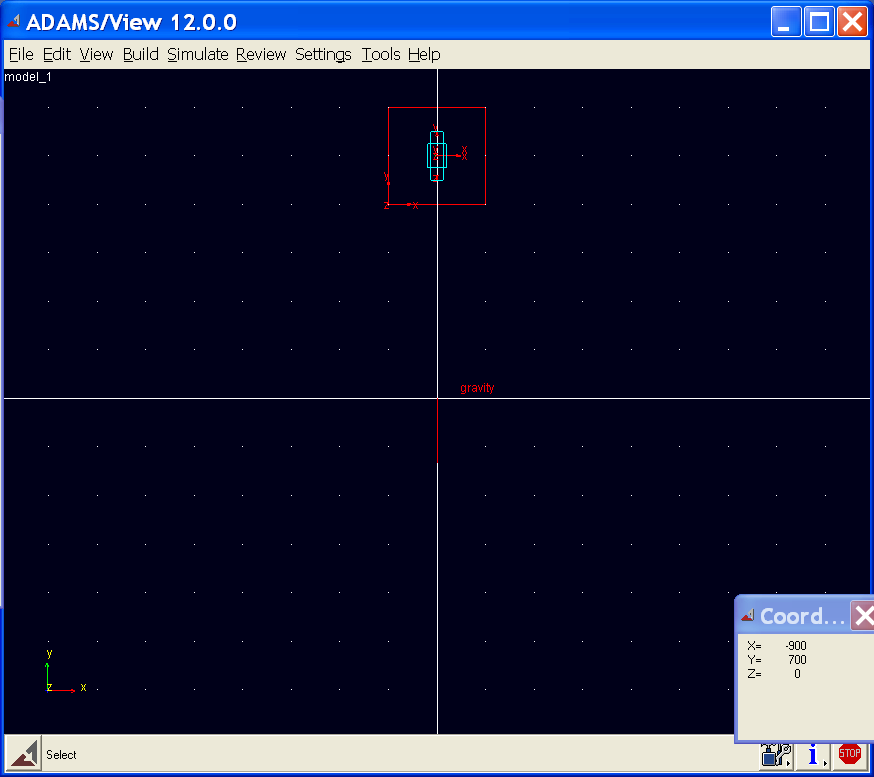 ADAMS/View 12.0.0
File Edit View Build Simulate Review Settings Tools Help
model_1
x
x
y
z
x
gravity
Coord...
X= -900
Y= 700
Z= 0
y
z
x
Select
i
STOP